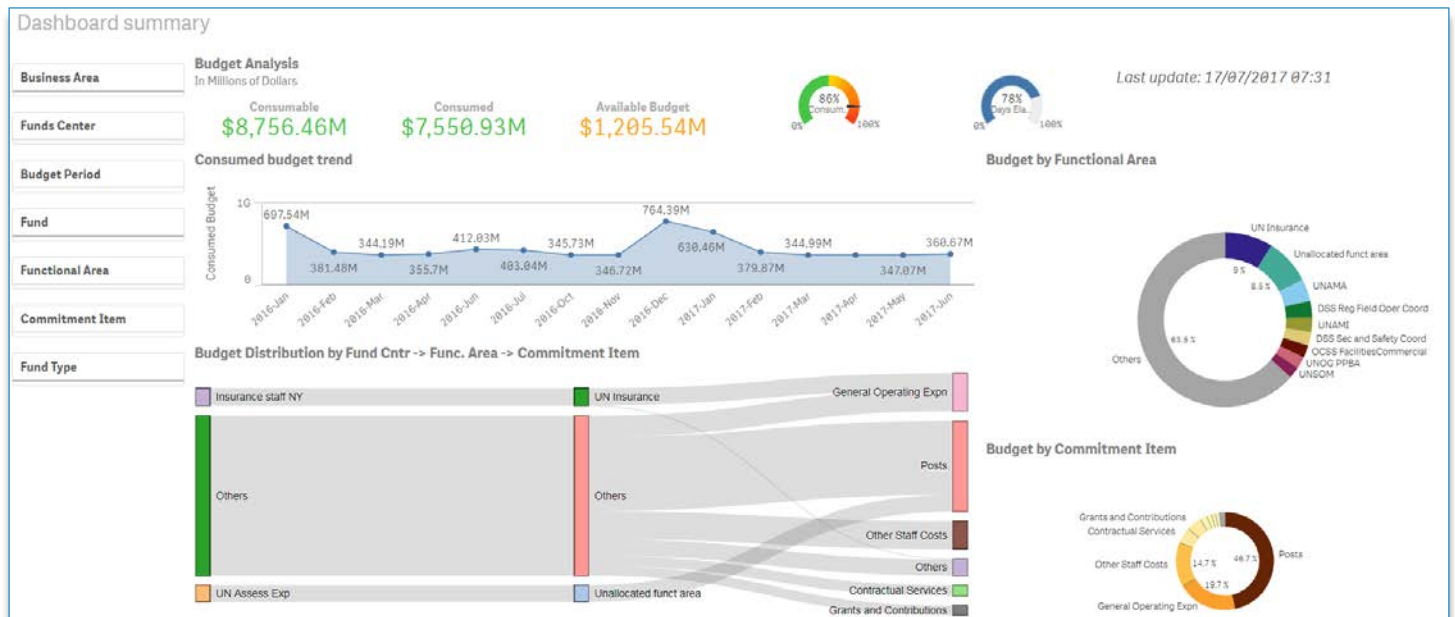 Dashboard summary
Business Area
Funds Center
Budget Period
Fund
Functional Area
Commitment Item
Fund Type
Budget Analysis
In Millions of Dollars
Consumable
$8,756.46M
Consumed
$7,550.93M
Available Budget
$1,205.54M
86%
Consum...
0%
100%
78%
Days Ela...
0%
100%
Last update: 17/07/2017 07:31
Consumed budget trend
Consumed Budget
1G
0
697.54M
381.48M
344.19M
355.7M
412.03M
403.04M
345.73M
346.72M
764.39M
630.46M
379.87M
344.99M
347.07M
360.67M
2016-Jan
2016-Feb
2016-Mar
2016-Apr
2016-Jun
2016-Jul
2016-Oct
2016-Nov
2016-Dec
2017-Jan
2017-Feb
2017-Mar
2017-Apr
2017-May
2017-Jun
Budget Distribution by Fund Cntr -> Func. Area -> Commitment Item
Insurance staff NY
Others
UN Assess Exp
UN Insurance
Others
Unallocated funct area
General Operating Expn
Posts
Other Staff Costs
Others
Contractual Services
Grants and Contributions
Budget by Functional Area
UN Insurance
Unallocated funct area
UNAMA
DSS Reg Field Oper Coord
UNAMI
DSS Sec and Safety Coord
OCSS FacilitiesCommercial
UNOG PPBA
UNSOM
Others
9 %
8.5 %
63.5 %
Budget by Commitment Item
Grants and Contributions
Contractual Services
Other Staff Costs
General Operating Expn
Posts
14.7 %
46.7 %
19.7 %